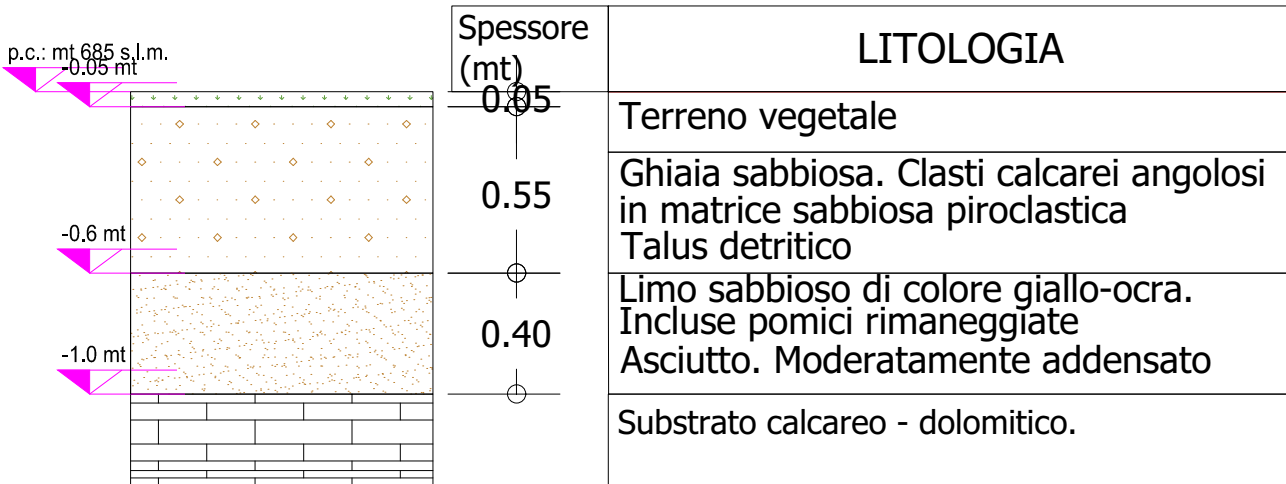 p.c.: mt 685 s.l.m.
-0.05 mt
-0.6 mt
-1.0 mt
Spessore
(mt)
0.05
0.55
0.40
LITOLOGIA
Terreno vegetale
Ghiaia sabbiosa. Clasti calcarei angolosi
in matrice sabbiosa piroclastica
Talus detritico
Limo sabbioso di colore giallo-ocra.
Incluse pomici rimaneggiate
Asciutto. Moderatamente addensato
Substrato calcareo - dolomitico.